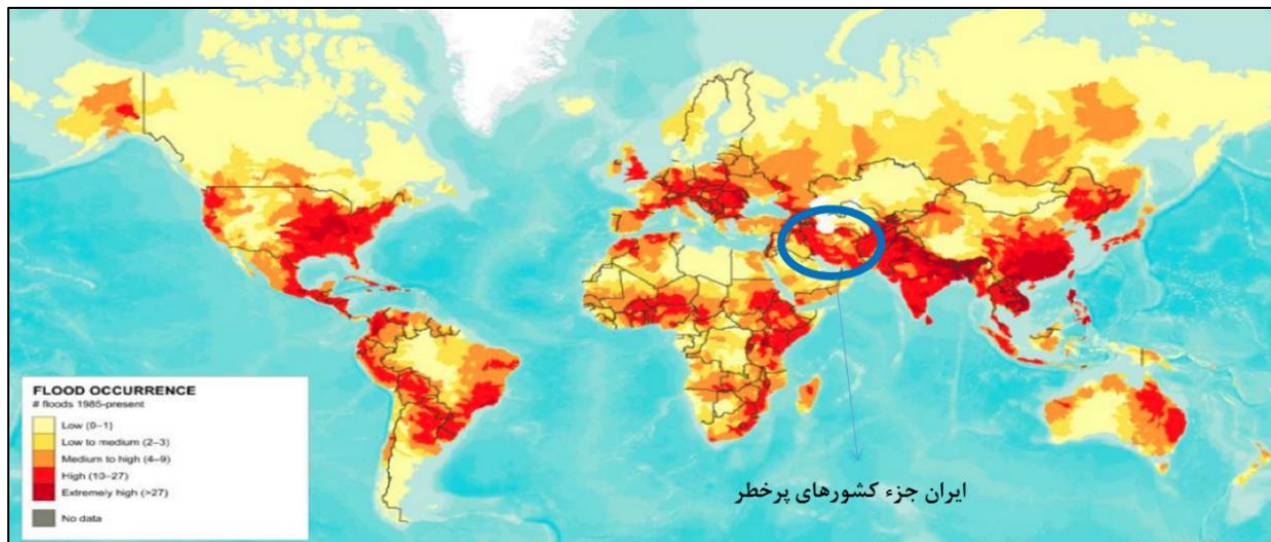 FLOOD OCCURRENCE
# floods 1985-present
Low (0–1)
Low to medium (2–3)
Medium to high (4–9)
High (10–27)
Extremely high (>27)
No data
ایران جزء کشورهای پرخطر